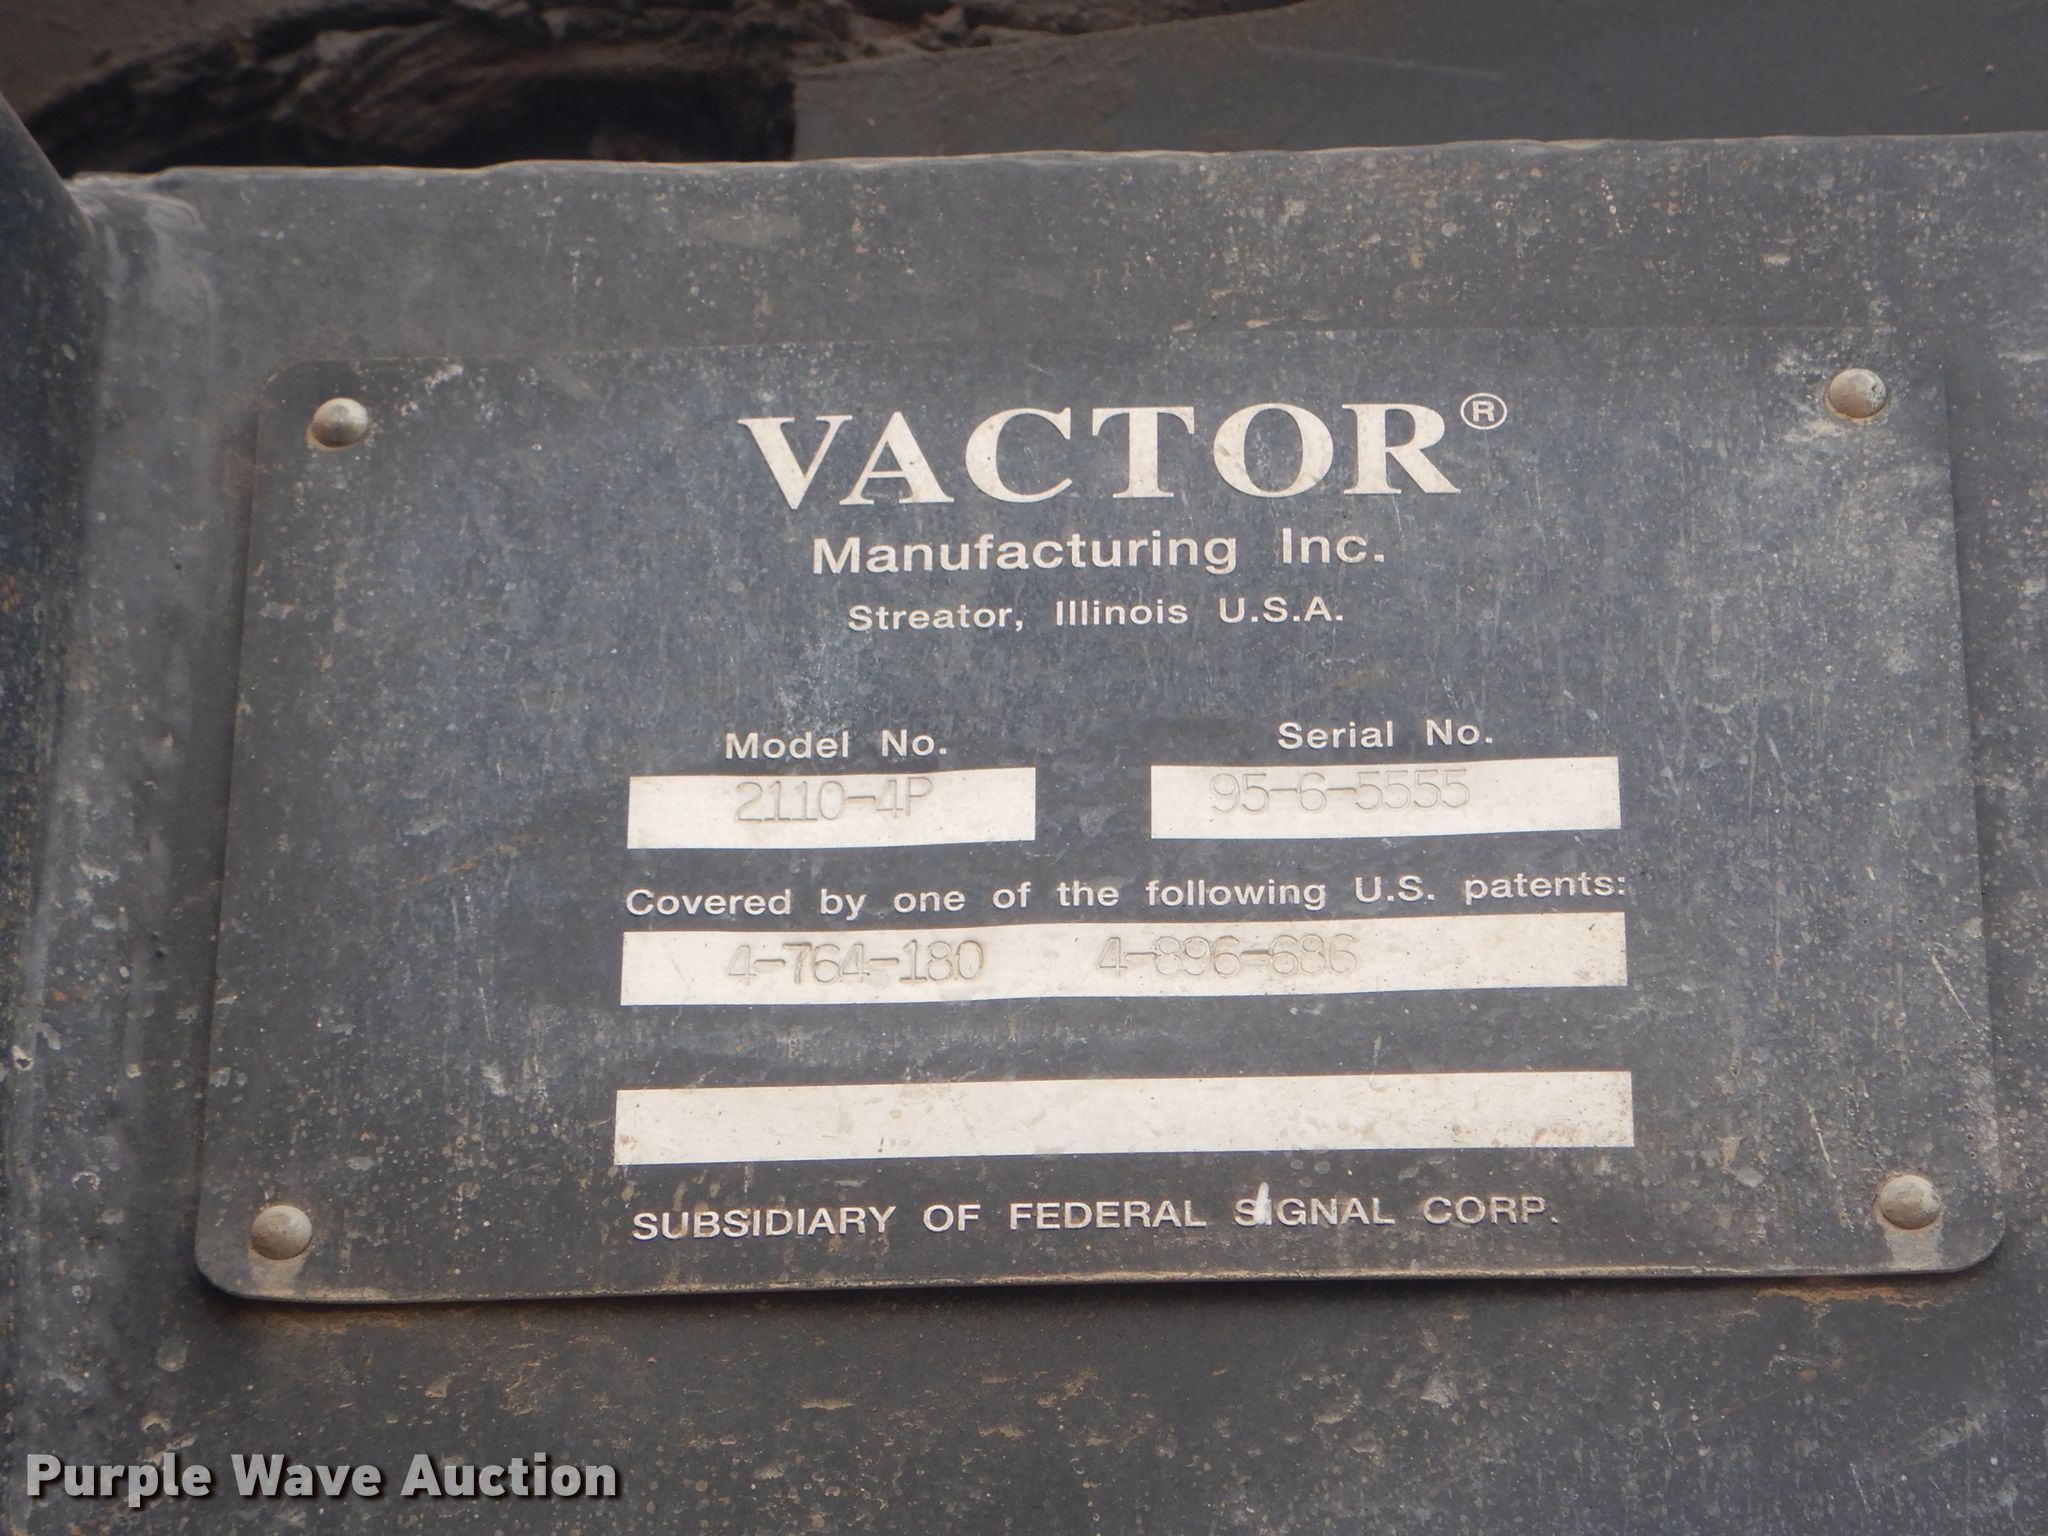 VACTOR®
Manufacturing Inc.
Streator, Illinois U.S.A.
Model No. Serial No.
2110-4P 95-6-5555
Covered by one of the following U.S. patents:
4-764-180 4-896-686
SUBSIDIARY OF FEDERAL SIGNAL CORP.
Purple Wave Auction